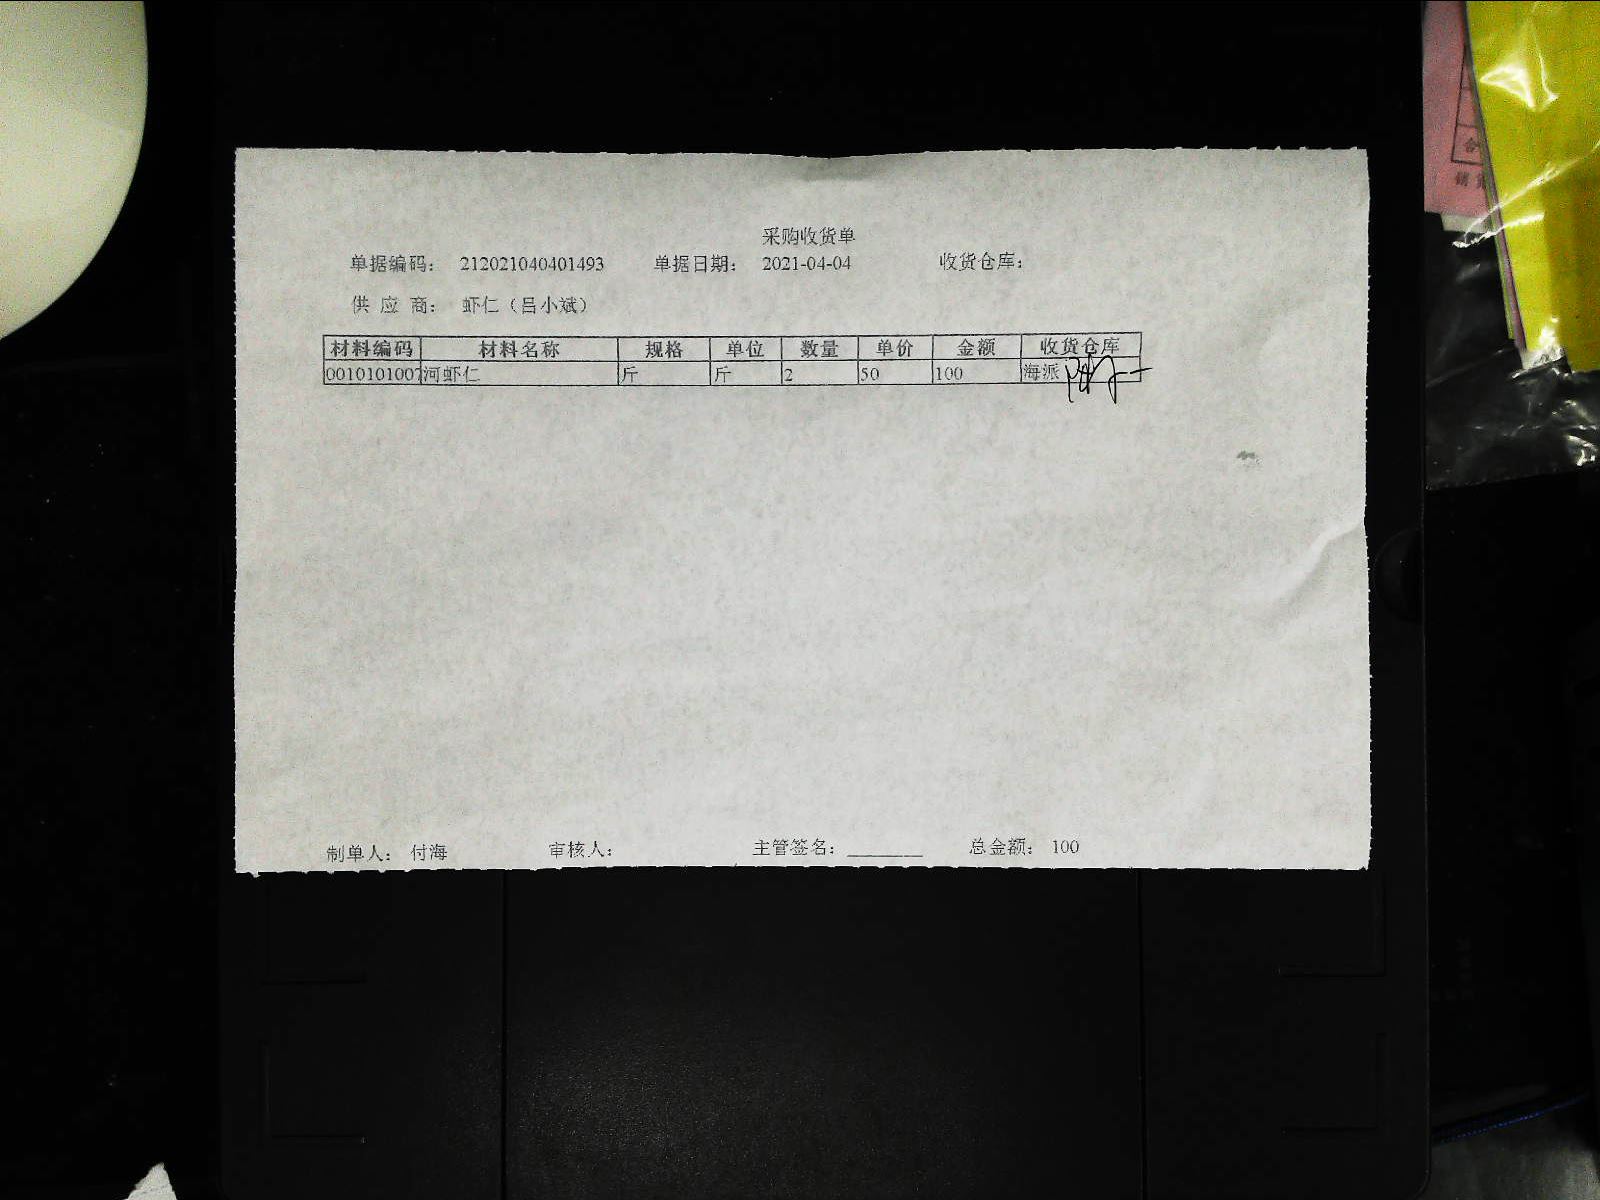 采购收货单
单据编码： 212021040401493 单据日期： 2021-04-04 收货仓库：
供 应 商： 虾仁（吕小斌）
材料编码 材料名称 规格 单位 数量 单价 金额 收货仓库
0010101007 河虾仁 斤 斤 2 50 100 海派
制单人： 付海 审核人： 主管签名：________ 总金额： 100
合